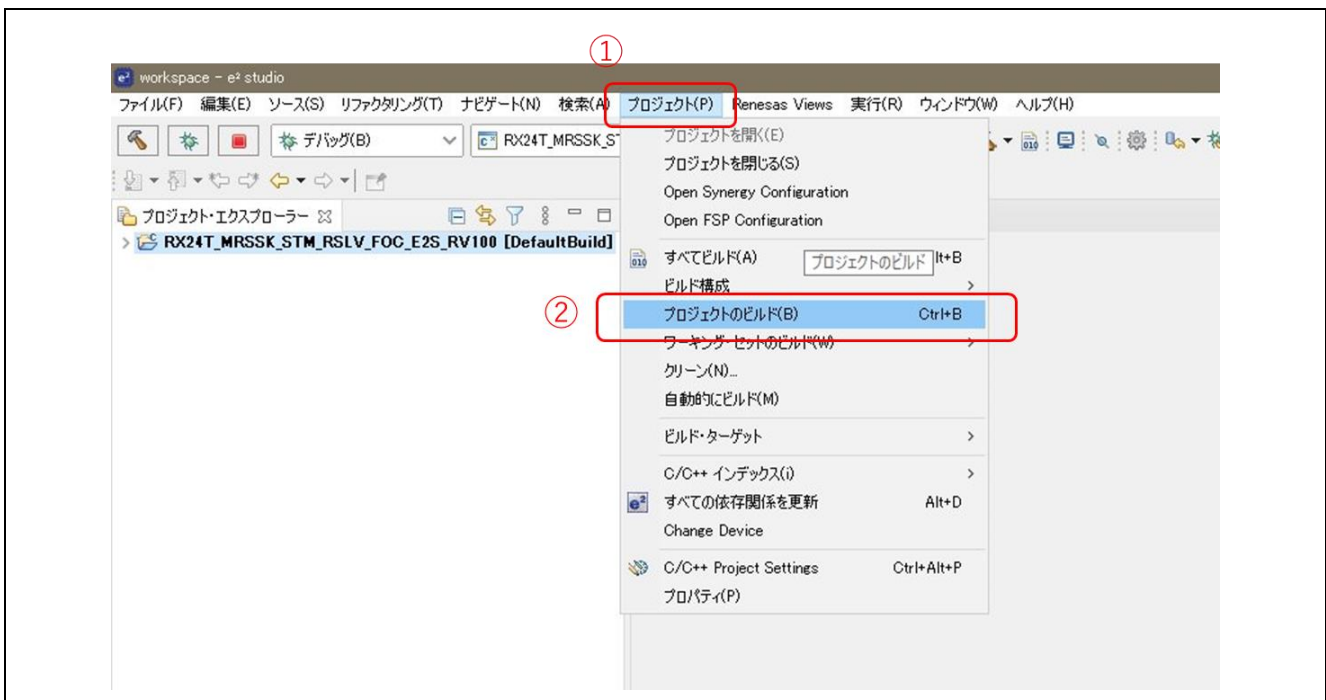 ①
workspace - e² studio
ファイル(F) 編集(E) ソース(S) リファクタリング(T) ナビゲート(N) 検索(A) プロジェクト(P) Renesas Views 実行(R) ウィンドウ(W) ヘルプ(H)
デバッグ(B) RX24T_MRSSK_ST
プロジェクト・エクスプローラー
RX24T_MRSSK_STM_RSLV_FOC_E2S_RV100 [DefaultBuild]
プロジェクトを開く(E)
プロジェクトを閉じる(S)
Open Synergy Configuration
Open FSP Configuration
すべてビルド(A) lt+B
プロジェクトのビルド
ビルド構成
②
プロジェクトのビルド(B) Ctrl+B
ワーキング・セットのビルド(W)
クリーン(N)...
自動的にビルド(M)
ビルド・ターゲット
C/C++ インデックス(i)
すべての依存関係を更新 Alt+D
Change Device
C/C++ Project Settings Ctrl+Alt+P
プロパティ(P)